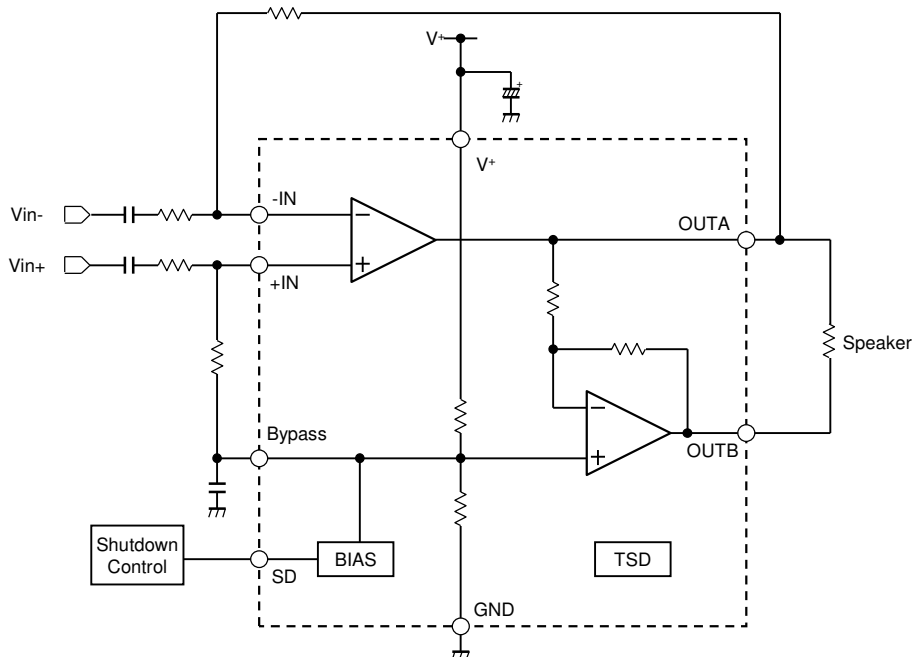 V+
+
V+
Vin-
-IN
−
OUTA
Vin+
+IN
+
Speaker
Bypass
−
+
OUTB
Shutdown
Control
SD
BIAS
TSD
GND